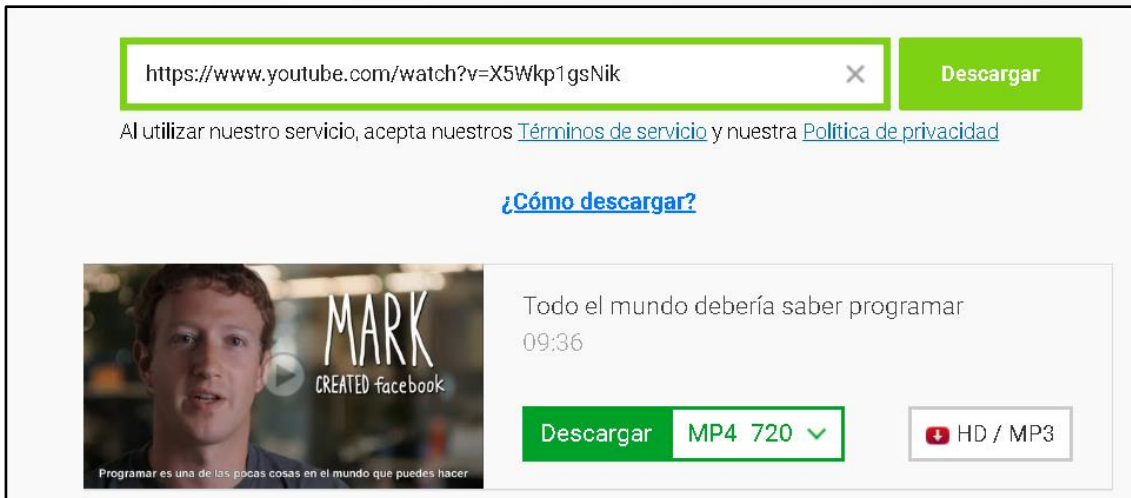 https://www.youtube.com/watch?v=X5Wkp1gsNik
Descargar
Al utilizar nuestro servicio, acepta nuestros Términos de servicio y nuestra Política de privacidad
¿Cómo descargar?
MARK
CREATED facebook
Programar es una de las pocas cosas en el mundo que puedes hacer
Todo el mundo debería saber programar
09:36
Descargar MP4 720
HD / MP3